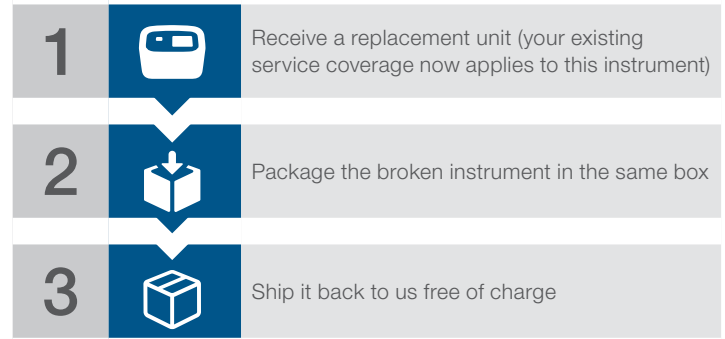 1
Receive a replacement unit (your existing
service coverage now applies to this instrument)
2
Package the broken instrument in the same box
3
Ship it back to us free of charge